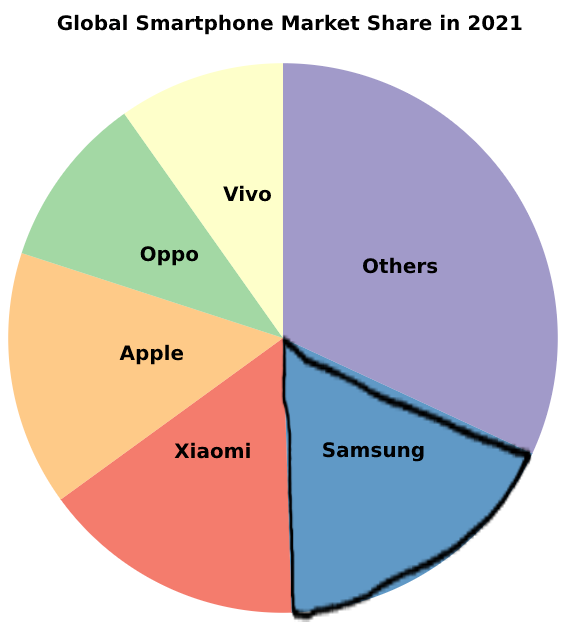 Global Smartphone Market Share in 2021
Vivo
Others
Oppo
Apple
Xiaomi
Samsung